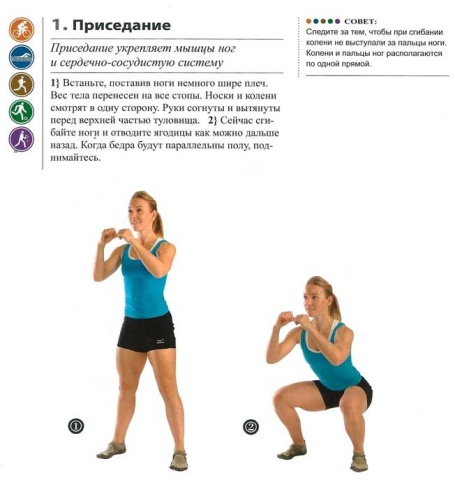 1. Приседание
Приседание укрепляет мышцы ног
и сердечно-сосудистую систему
1} Встаньте, поставив ноги немного шире плеч.
Вес тела перенесен на все стопы. Носки и колени
смотрят в одну сторону. Руки согнуты и вытянуты
перед верхней частью туловища. 2} Сейчас сги-
байте ноги и отводите ягодицы как можно дальше
назад. Когда бедра будут параллельны полу, под-
нимайтесь.
СОВЕТ:
Следите за тем, чтобы при сгибании
колени не выступали за пальцы ноги.
Колени и пальцы ног располагаются
по одной прямой.
1
2